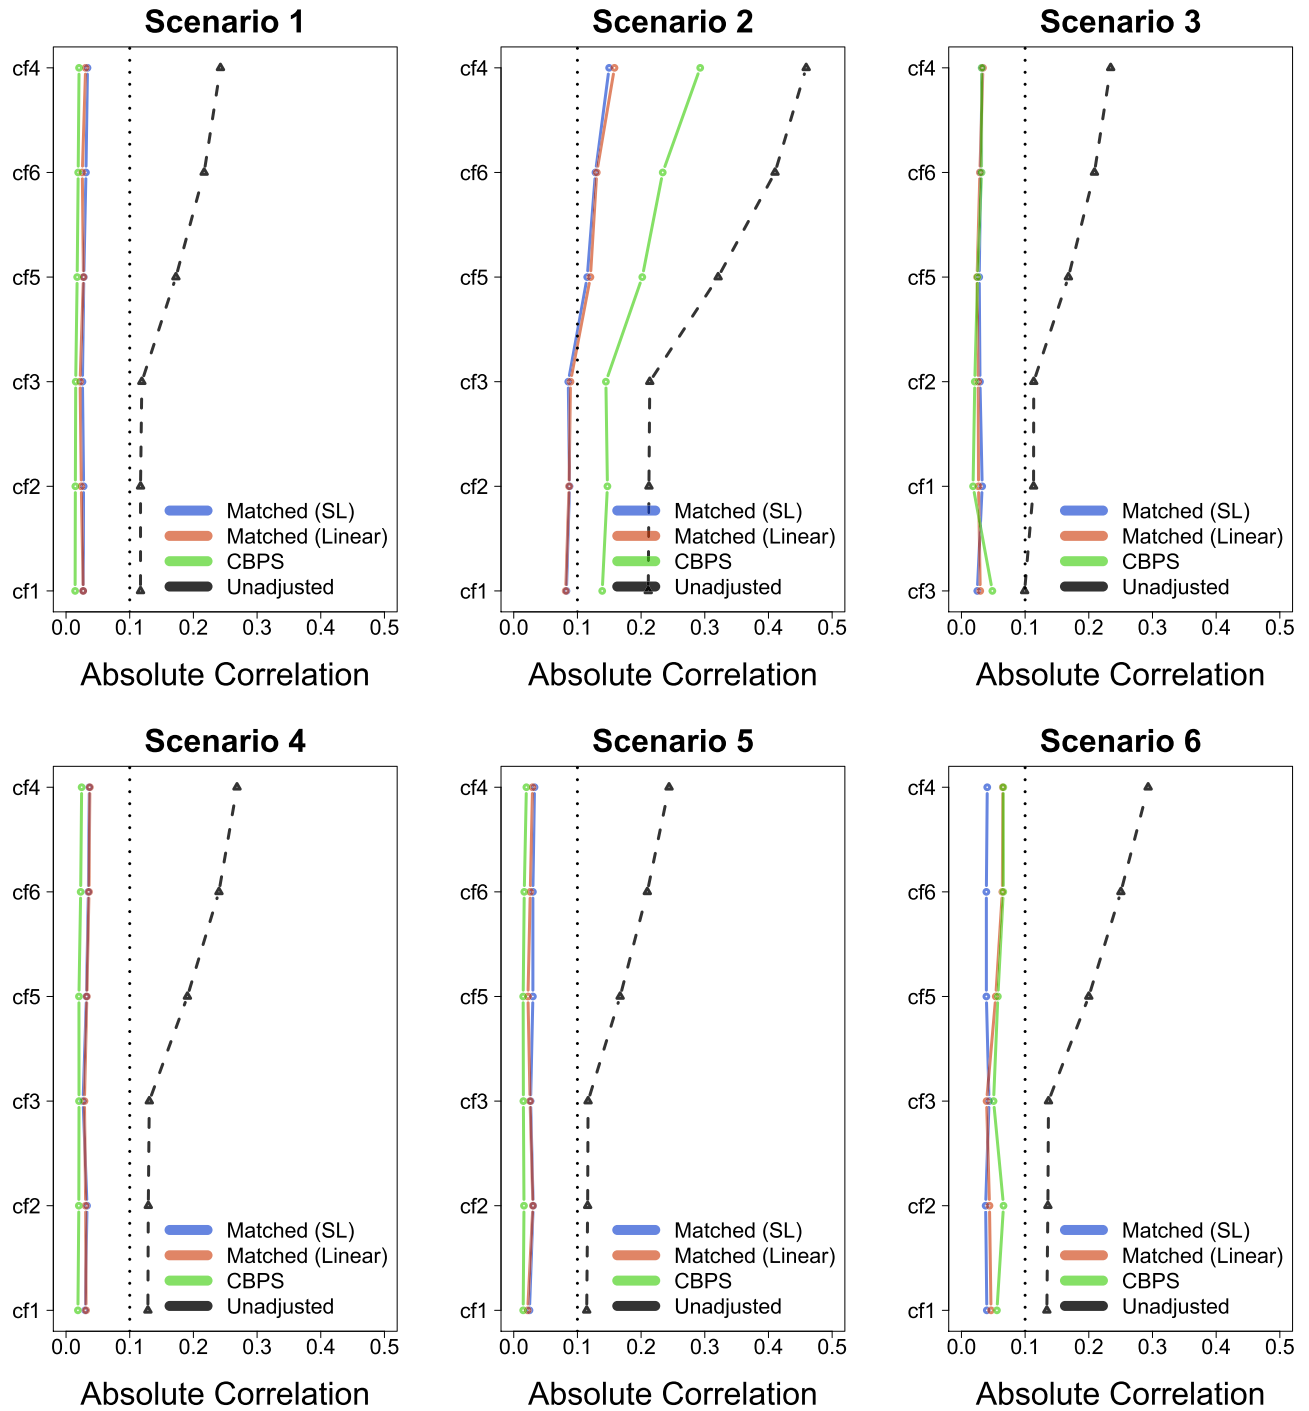 Scenario 1
cf4
cf6
cf5
cf3
cf2
cf1
Matched (SL)
Matched (Linear)
CBPS
Unadjusted
0.0 0.1 0.2 0.3 0.4 0.5
Absolute Correlation
Scenario 2
cf4
cf6
cf5
cf3
cf2
cf1
Matched (SL)
Matched (Linear)
CBPS
Unadjusted
0.0 0.1 0.2 0.3 0.4 0.5
Absolute Correlation
Scenario 3
cf4
cf6
cf5
cf2
cf1
cf3
Matched (SL)
Matched (Linear)
CBPS
Unadjusted
0.0 0.1 0.2 0.3 0.4 0.5
Absolute Correlation
Scenario 4
cf4
cf6
cf5
cf3
cf2
cf1
Matched (SL)
Matched (Linear)
CBPS
Unadjusted
0.0 0.1 0.2 0.3 0.4 0.5
Absolute Correlation
Scenario 5
cf4
cf6
cf5
cf3
cf2
cf1
Matched (SL)
Matched (Linear)
CBPS
Unadjusted
0.0 0.1 0.2 0.3 0.4 0.5
Absolute Correlation
Scenario 6
cf4
cf6
cf5
cf3
cf2
cf1
Matched (SL)
Matched (Linear)
CBPS
Unadjusted
0.0 0.1 0.2 0.3 0.4 0.5
Absolute Correlation